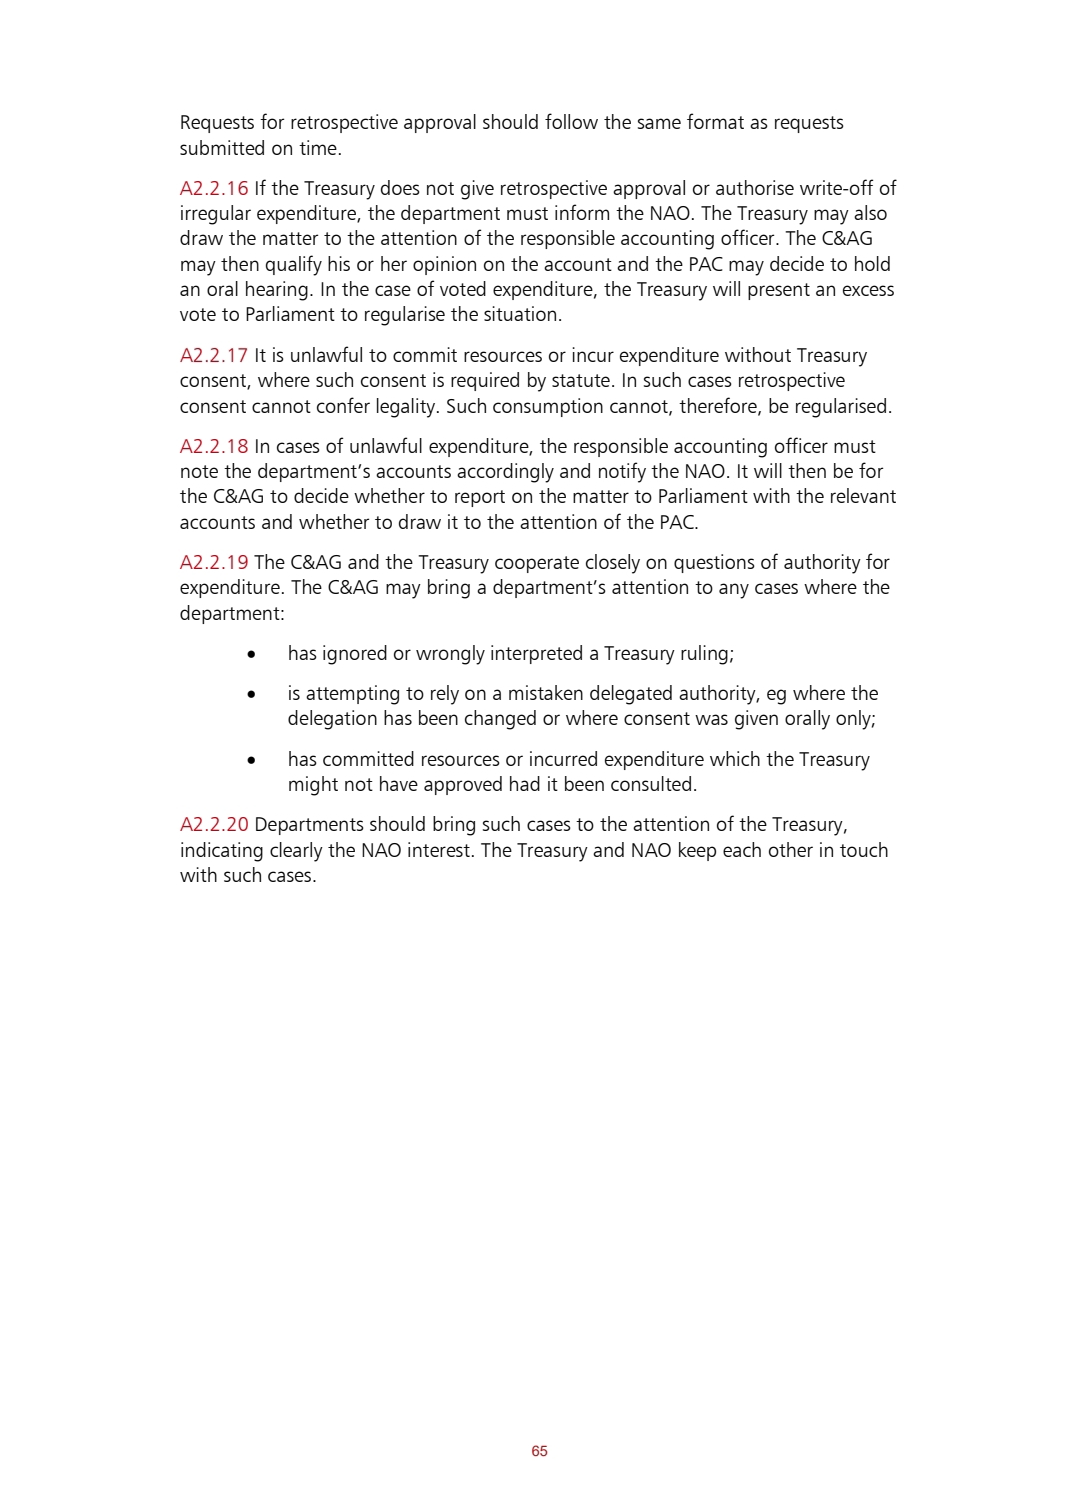 Requests for retrospective approval should follow the same format as requests
submitted on time.
A2.2.16 If the Treasury does not give retrospective approval or authorise write-off of
irregular expenditure, the department must inform the NAO. The Treasury may also
draw the matter to the attention of the responsible accounting officer. The C&AG
may then qualify his or her opinion on the account and the PAC may decide to hold
an oral hearing. In the case of voted expenditure, the Treasury will present an excess
vote to Parliament to regularise the situation.
A2.2.17 It is unlawful to commit resources or incur expenditure without Treasury
consent, where such consent is required by statute. In such cases retrospective
consent cannot confer legality. Such consumption cannot, therefore, be regularised.
A2.2.18 In cases of unlawful expenditure, the responsible accounting officer must
note the department’s accounts accordingly and notify the NAO. It will then be for
the C&AG to decide whether to report on the matter to Parliament with the relevant
accounts and whether to draw it to the attention of the PAC.
A2.2.19 The C&AG and the Treasury cooperate closely on questions of authority for
expenditure. The C&AG may bring a department’s attention to any cases where the
department:
• has ignored or wrongly interpreted a Treasury ruling;
• is attempting to rely on a mistaken delegated authority, eg where the
delegation has been changed or where consent was given orally only;
• has committed resources or incurred expenditure which the Treasury
might not have approved had it been consulted.
A2.2.20 Departments should bring such cases to the attention of the Treasury,
indicating clearly the NAO interest. The Treasury and NAO keep each other in touch
with such cases.
65